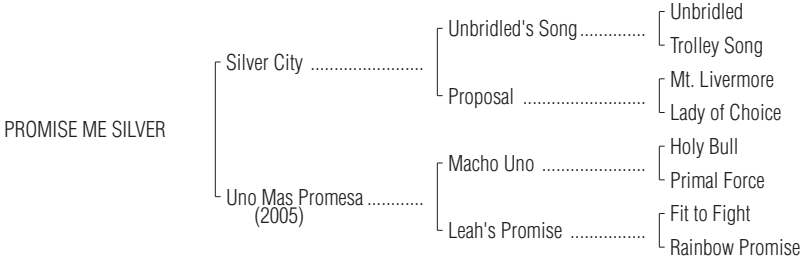 Unbridled
Unbridled's Song..............
Trolley Song
Silver City .......................
Mt. Livermore
Proposal .........................
Lady of Choice
PROMISE ME SILVER
Holy Bull
Macho Uno .....................
Primal Force
Uno Mas Promesa ............
(2005)
Fit to Fight
Leah's Promise ................
Rainbow Promise